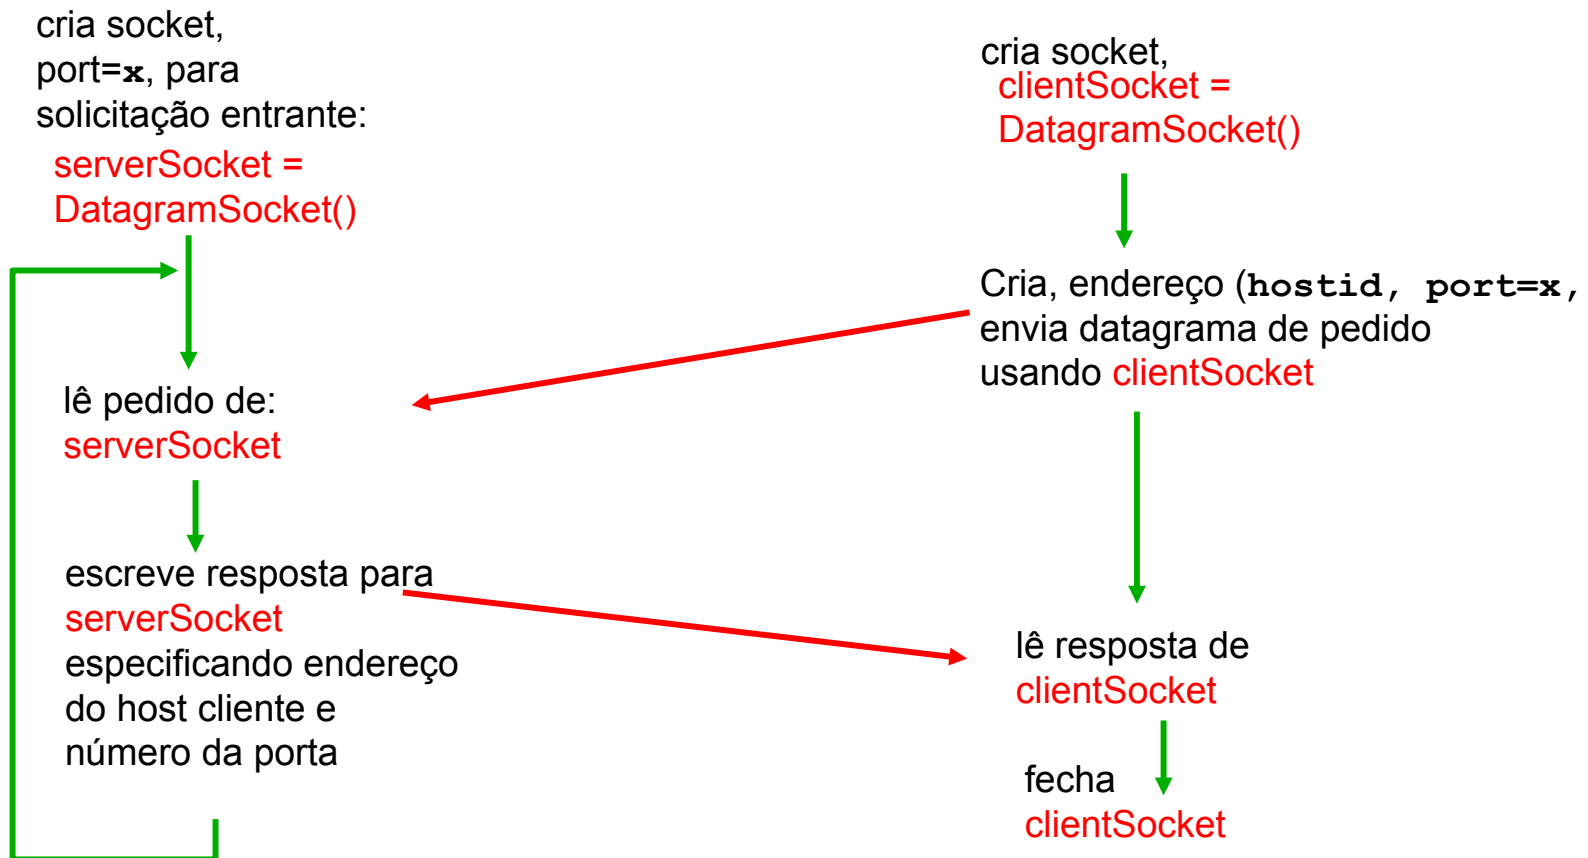 cria socket,
port=x, para
solicitação entrante:
serverSocket =
DatagramSocket()
lê pedido de:
serverSocket
escreve resposta para
serverSocket
especificando endereço
do host cliente e
número da porta
cria socket,
clientSocket =
DatagramSocket()
Cria, endereço (hostid, port=x,
envia datagrama de pedido
usando clientSocket
lê resposta de
clientSocket
fecha
clientSocket